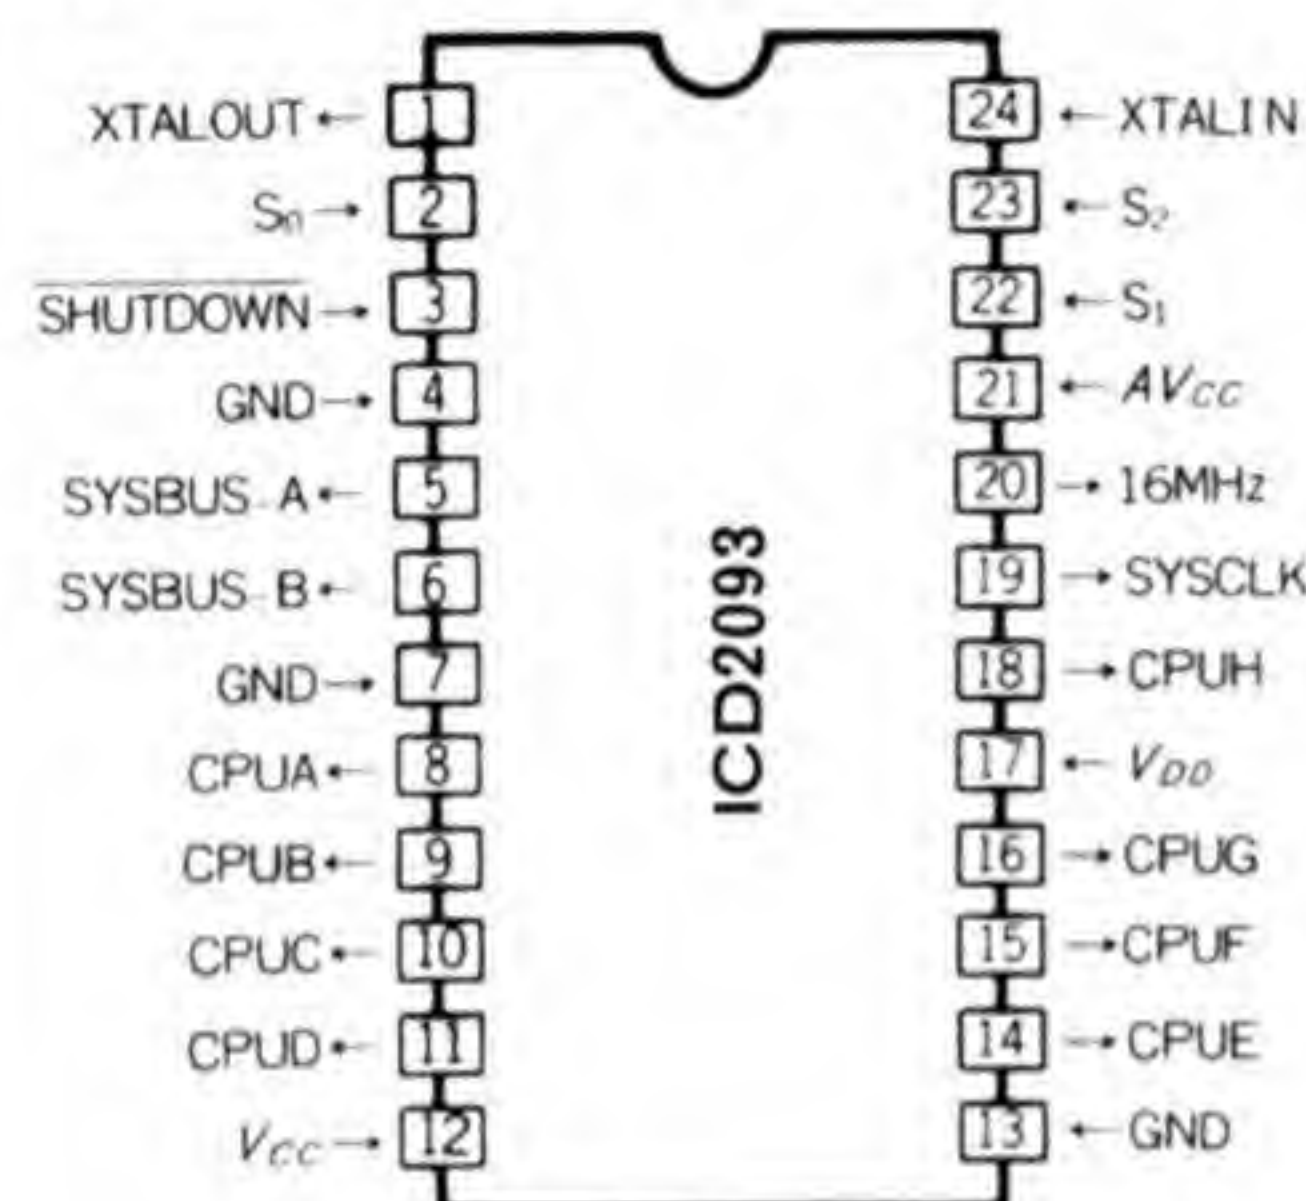 XTALOUT ← 1
S₀ → 2
SHUTDOWN → 3
GND → 4
SYSBUS-A ← 5
SYSBUS-B ← 6
GND → 7
CPUA ← 8
CPUB ← 9
CPUC ← 10
CPUD ← 11
VCC → 12
ICD2093
24 ← XTALIN
23 ← S₂
22 ← S₁
21 ← AVCC
20 → 16MHz
19 → SYSCLK
18 → CPUH
17 ← VDD
16 → CPUG
15 → CPUF
14 → CPUE
13 ← GND